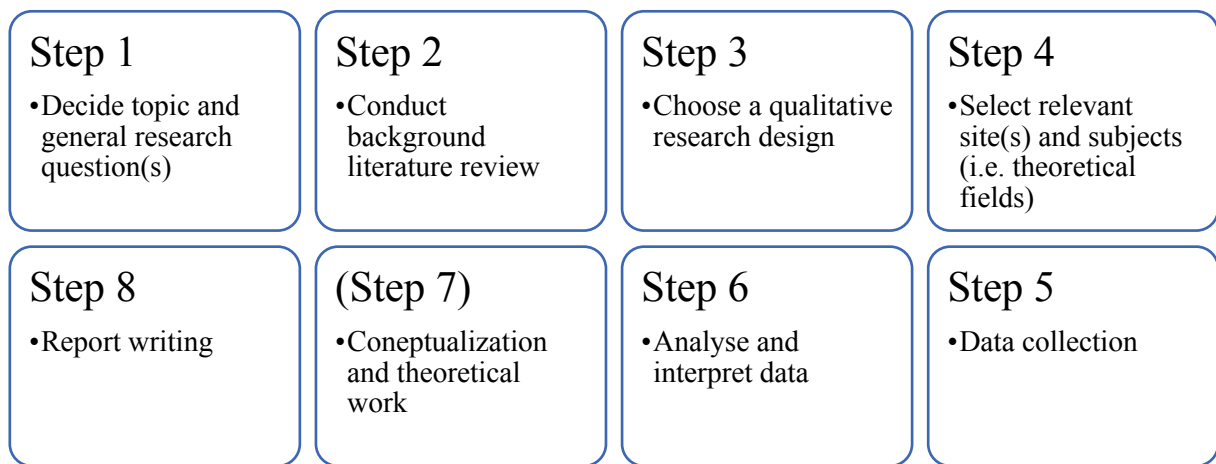 Step 1
•Decide topic and
general research
question(s)
Step 2
•Conduct
background
literature review
Step 3
•Choose a qualitative
research design
Step 4
•Select relevant
site(s) and subjects
(i.e. theoretical
fields)
Step 8
•Report writing
(Step 7)
•Coneptualization
and theoretical
work
Step 6
•Analyse and
interpret data
Step 5
•Data collection